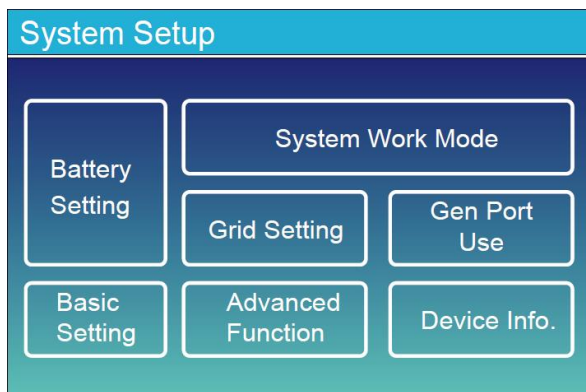 System Setup
Battery
Setting
System Work Mode
Grid Setting
Gen Port
Use
Basic
Setting
Advanced
Function
Device Info.